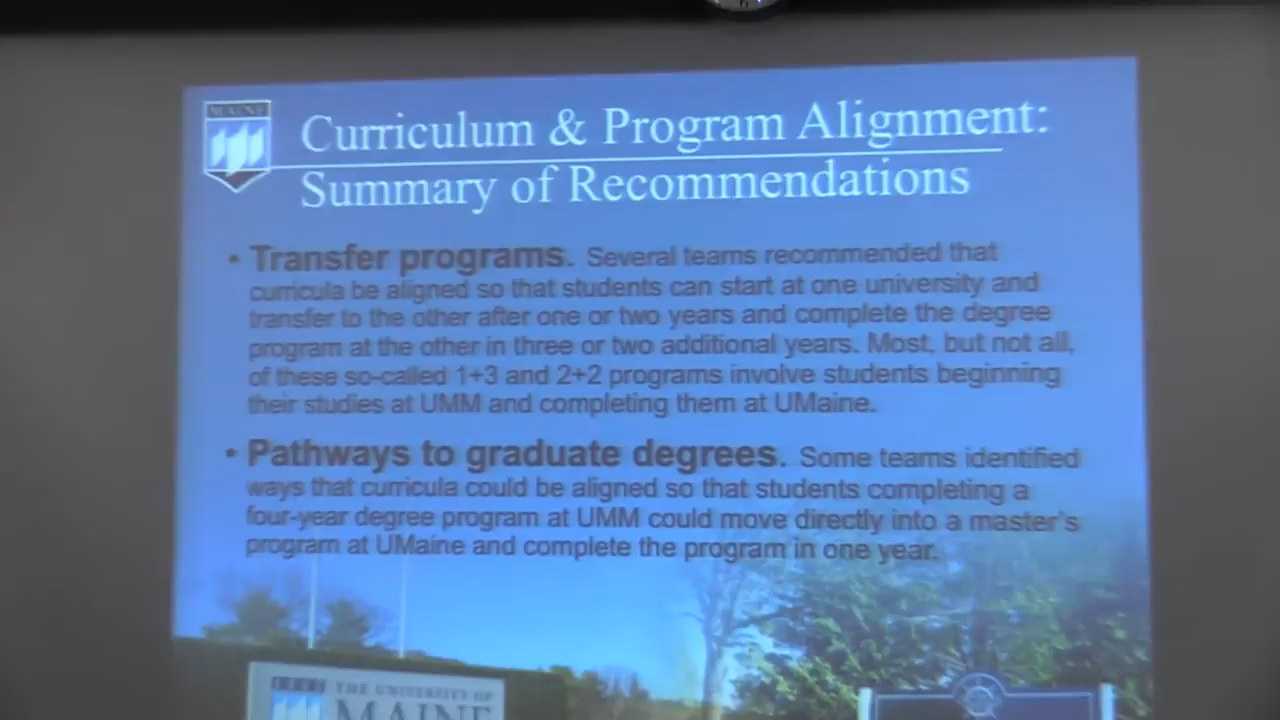 MAINE
Curriculum & Program Alignment:
Summary of Recommendations
• Transfer programs. Several teams recommended that
curricula be aligned so that students can start at one university and
transfer to the other after one or two years and complete the degree
program at the other in three or two additional years. Most, but not all,
of these so-called 1+3 and 2+2 programs involve students beginning
their studies at UMM and completing them at UMaine.
• Pathways to graduate degrees. Some teams identified
ways that curricula could be aligned so that students completing a
four-year degree program at UMM could move directly into a master's
program at UMaine and complete the program in one year.
THE UNIVERSITY OF
MAINE